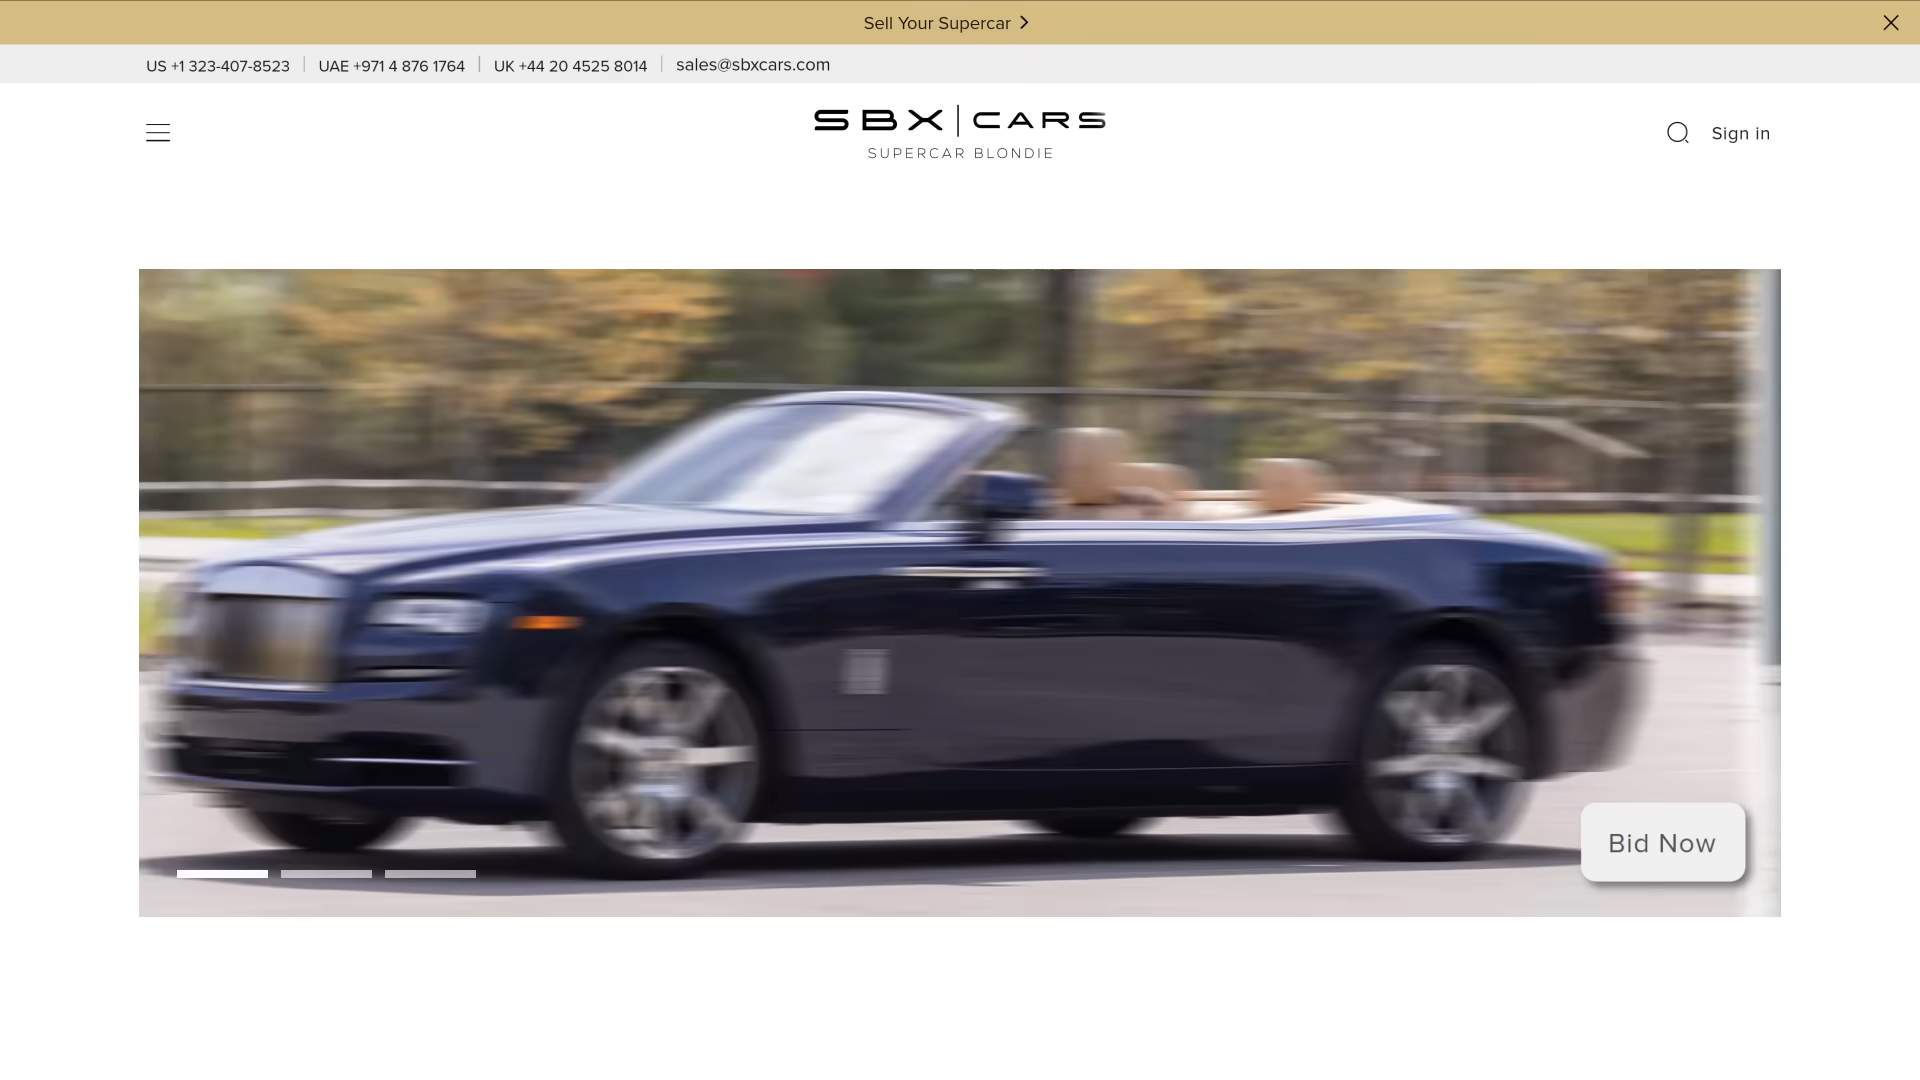 Sell Your Supercar
US +1 323-407-8523
UAE +971 4 876 1764
UK +44 20 4525 8014
sales@sbxcars.com
SBX | CARS
SUPERCAR BLONDIE
Sign in
Bid Now